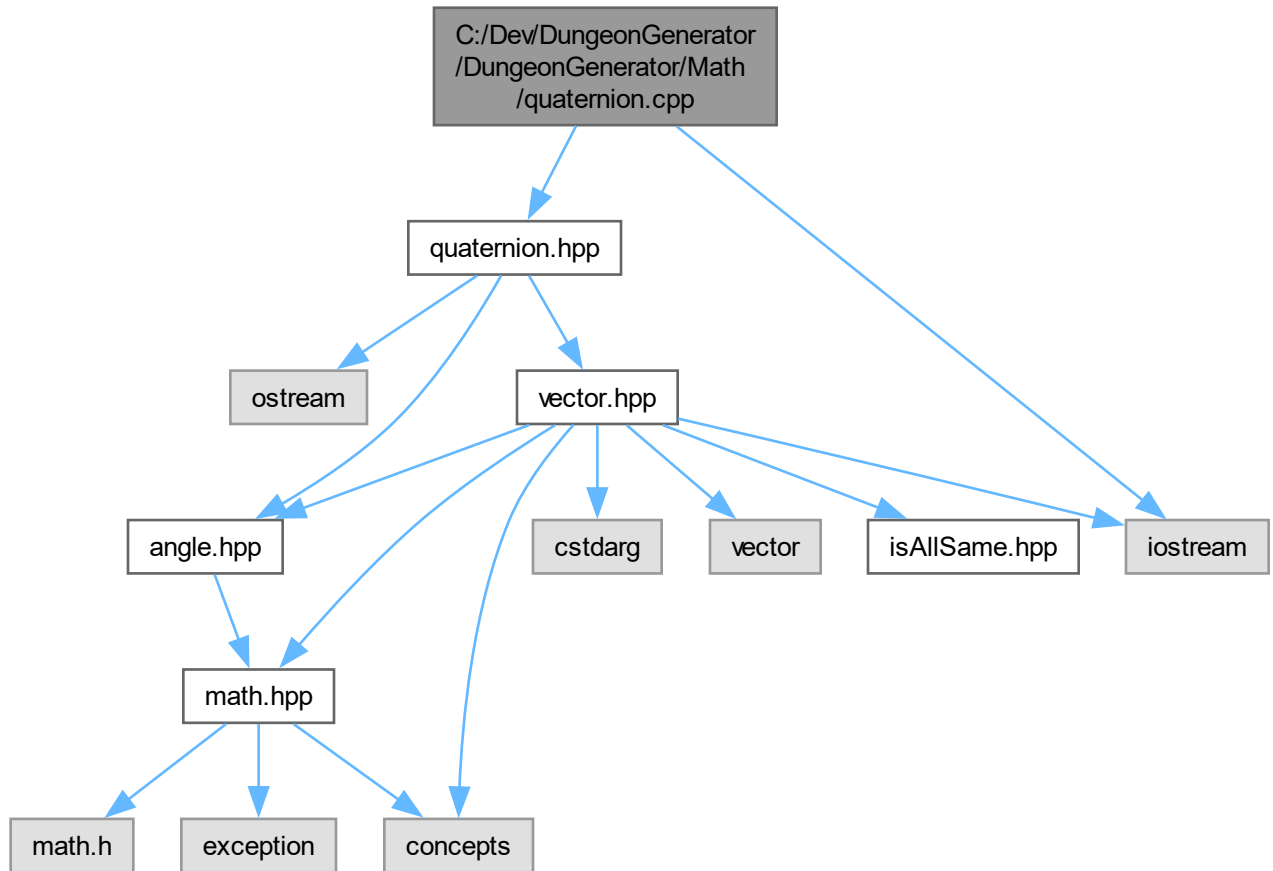 C:/Dev/DungeonGenerator
/DungeonGenerator/Math
/quaternion.cpp
quaternion.hpp
ostream
vector.hpp
angle.hpp
cstdarg
vector
isAllSame.hpp
iostream
math.hpp
math.h
exception
concepts